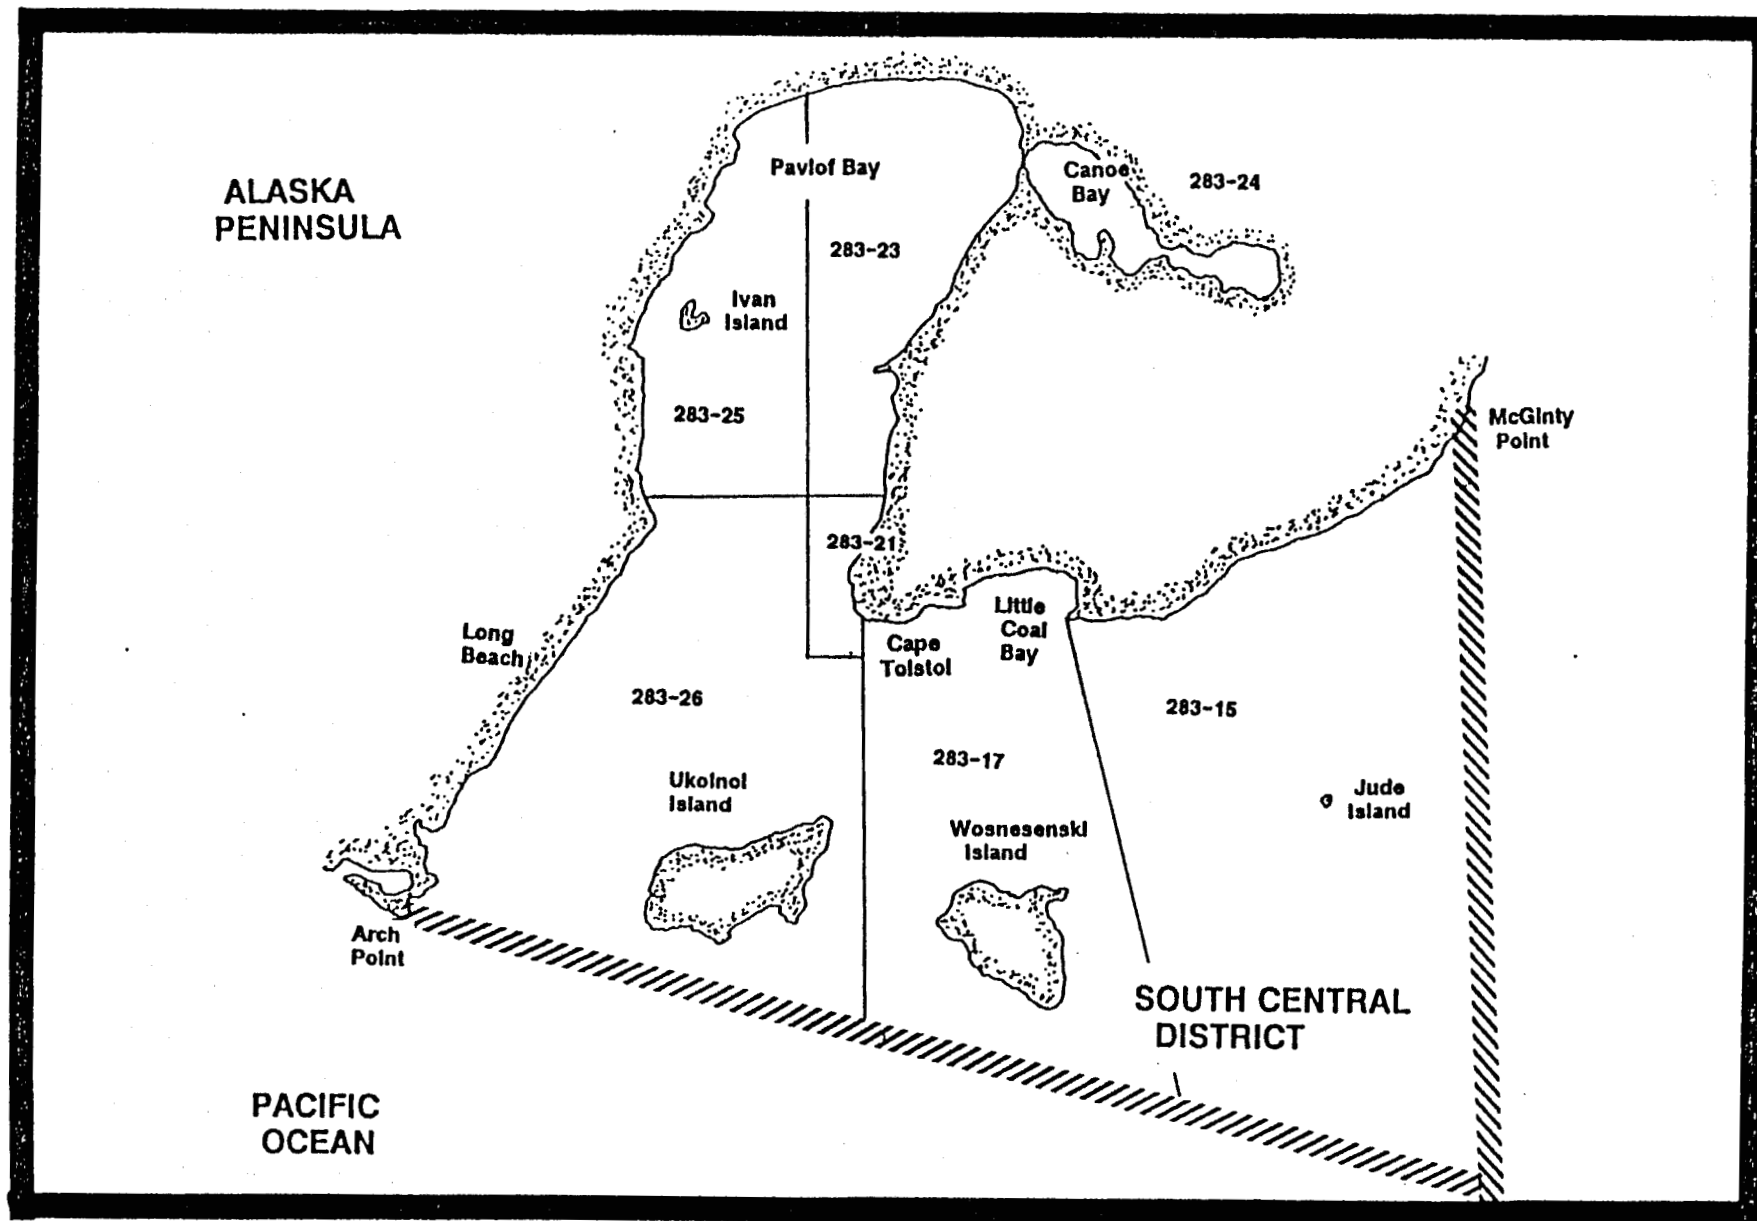 ALASKA
PENINSULA
Pavlof Bay
Canoe
Bay
283-24
283-23
Ivan
Island
283-25
McGinty
Point
283-21
Little
Coal
Bay
Cape
Tolstoi
Long
Beach
283-26
283-15
283-17
Ukolnoi
Island
Jude
Island
Wosnesenski
Island
Arch
Point
SOUTH CENTRAL
DISTRICT
PACIFIC
OCEAN